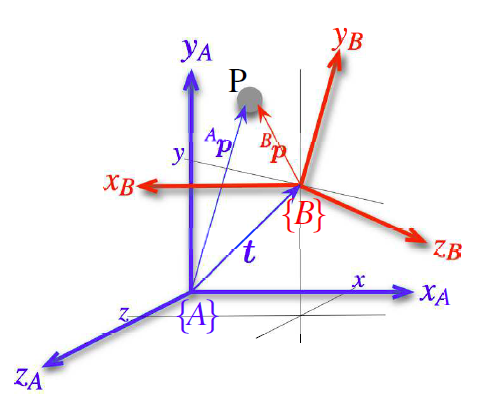 y_B
y_A
P
^A p
^B p
y
x_B
{B}
z_B
t
x
x_A
z
{A}
z_A